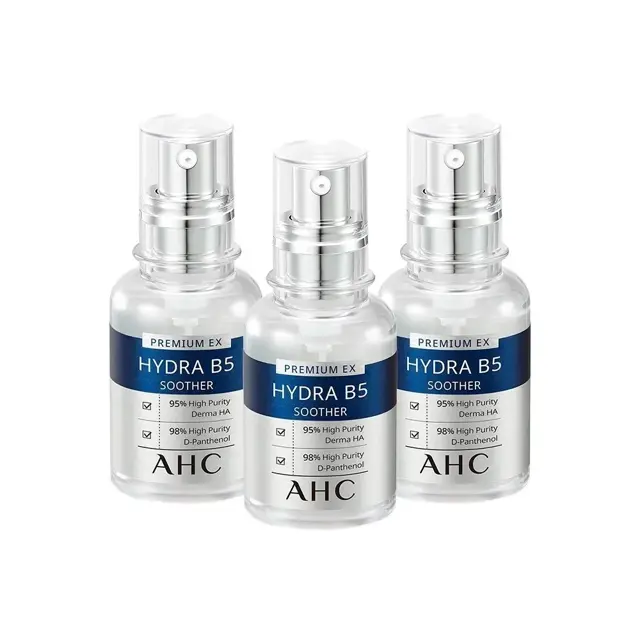 PREMIUM EX
HYDRA B5
SOOTHER
95% High Purity
Derma HA
98% High Purity
D-Panthenol
AHC
PREMIUM EX
HYDRA B5
SOOTHER
95% High Purity
Derma HA
98% High Purity
D-Panthenol
AHC
PREMIUM EX
HYDRA B5
SOOTHER
95% High Purity
Derma HA
98% High Purity
D-Panthenol
AHC